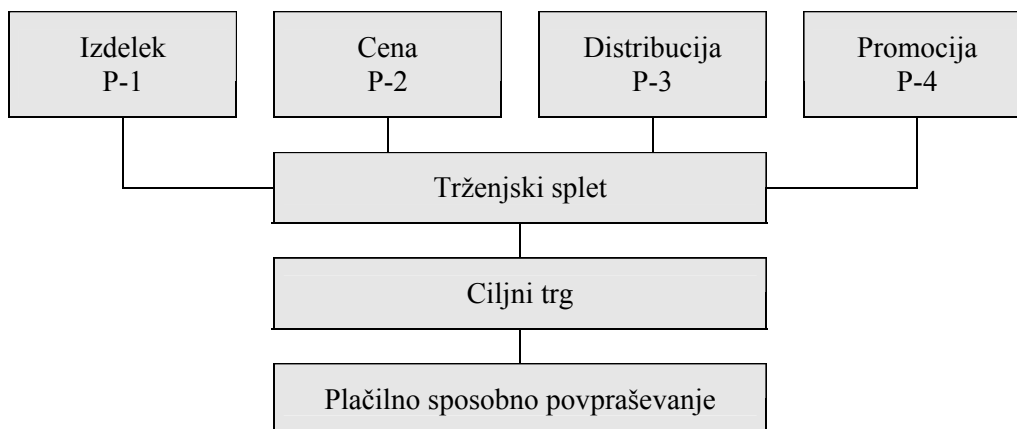 Izdelek
P-1
Cena
P-2
Distribucija
P-3
Promocija
P-4
Trženjski splet
Ciljni trg
Plačilno sposobno povpraševanje